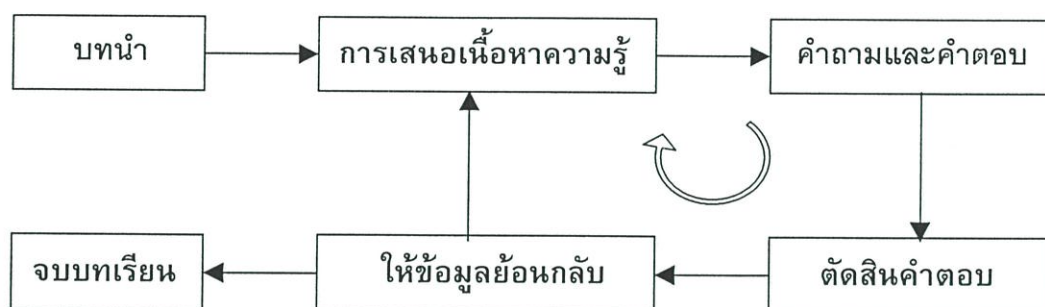 บทนำ
การเสนอเนื้อหาความรู้
คำถามและคำตอบ
จบบทเรียน
ให้ข้อมูลย้อนกลับ
ตัดสินคำตอบ